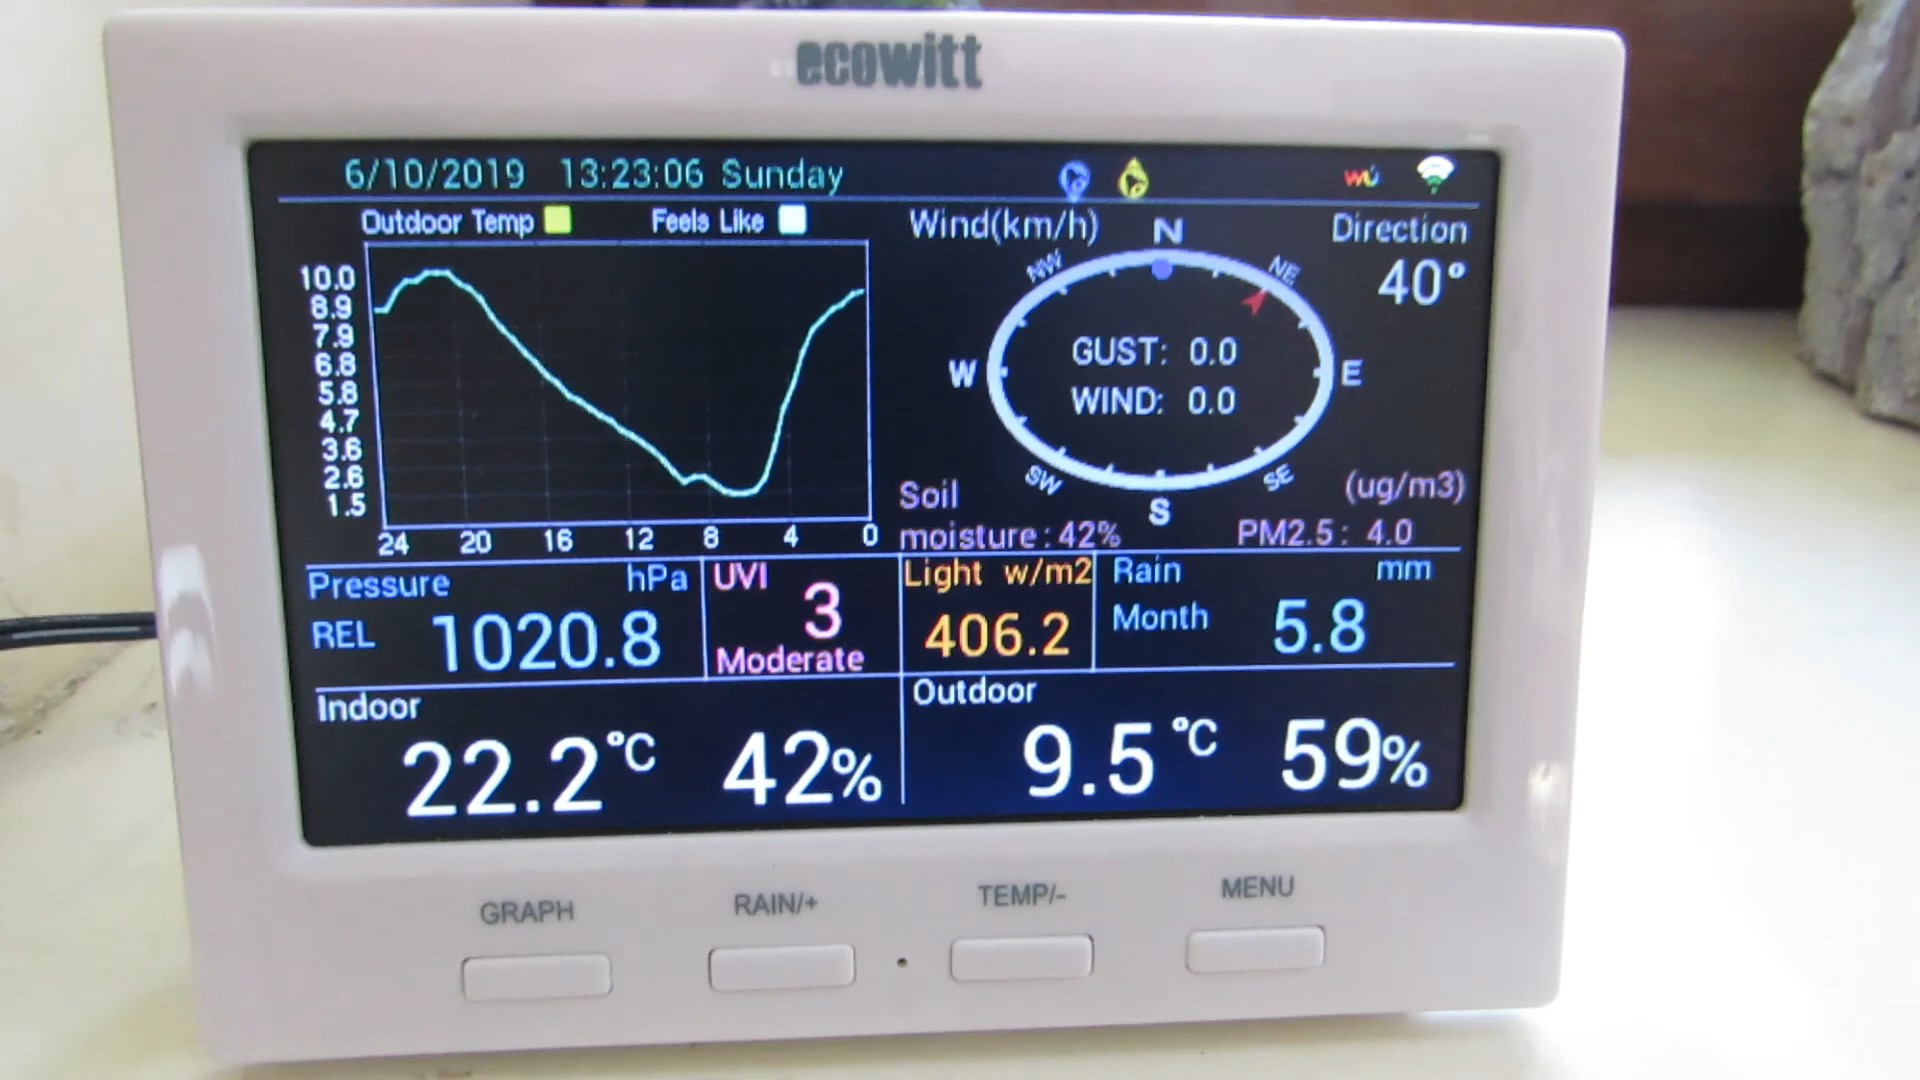 ecowitt
6/10/2019 13:23:06 Sunday
wu
Outdoor Temp Feels Like
10.0
8.9
7.9
6.8
5.8
4.7
3.6
2.6
1.5
24 20 16 12 8 4 0
Wind(km/h)
Direction
40°
N
NE
E
SE
S
SW
W
NW
GUST: 0.0
WIND: 0.0
Soil
moisture: 42%
(ug/m3)
PM2.5: 4.0
Pressure hPa
REL 1020.8
UVI
3
Moderate
Light w/m2
406.2
Rain mm
Month 5.8
Indoor
22.2°C 42%
Outdoor
9.5°C 59%
GRAPH RAIN/+ TEMP/- MENU